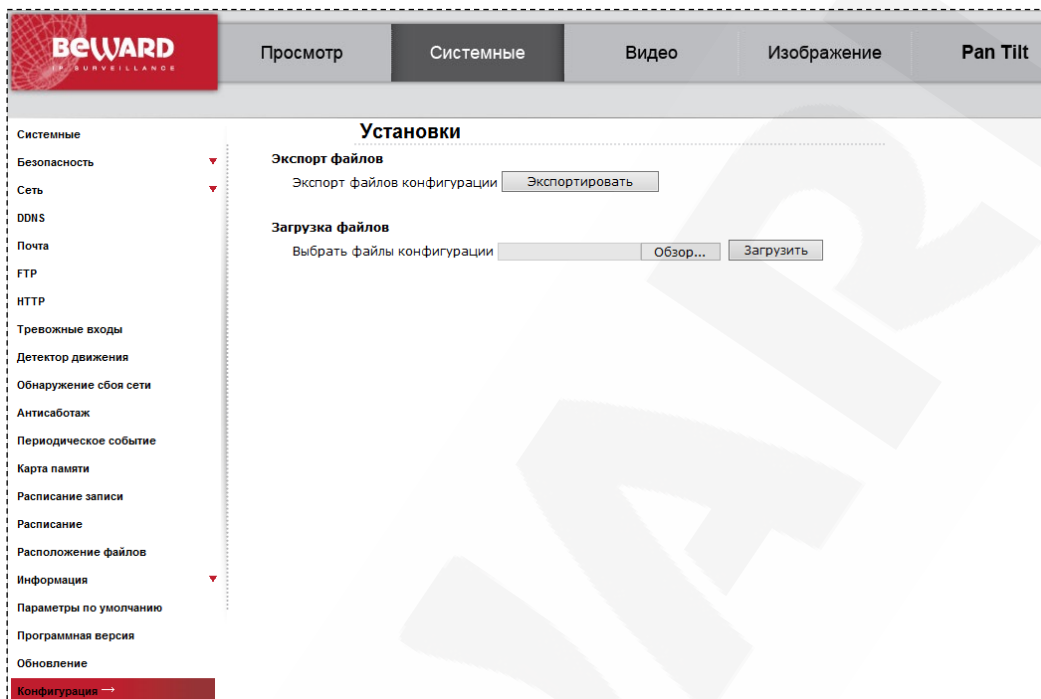 BEWARD
IP SURVEILLANCE
Просмотр
Системные
Видео
Изображение
Pan Tilt
Системные
Безопасность
Сеть
DDNS
Почта
FTP
HTTP
Тревожные входы
Детектор движения
Обнаружение сбоя сети
Антисаботаж
Периодическое событие
Карта памяти
Расписание записи
Расписание
Расположение файлов
Информация
Параметры по умолчанию
Программная версия
Обновление
Конфигурация →
Установки
Экспорт файлов
Экспорт файлов конфигурации Экспортировать
Загрузка файлов
Выбрать файлы конфигурации Обзор... Загрузить